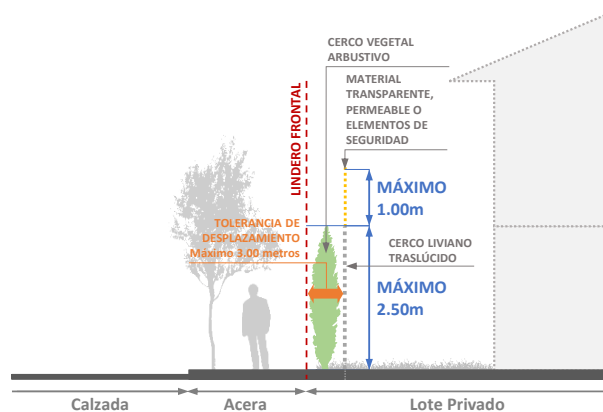 CERCO VEGETAL
ARBUSTIVO
MATERIAL
TRANSPARENTE,
PERMEABLE O
ELEMENTOS DE
SEGURIDAD
LINDERO FRONTAL
MÁXIMO
1.00m
TOLERANCIA DE
DESPLAZAMIENTO
Máximo 3.00 metros
CERCO LIVIANO
TRASLÚCIDO
MÁXIMO
2.50m
Calzada
Acera
Lote Privado